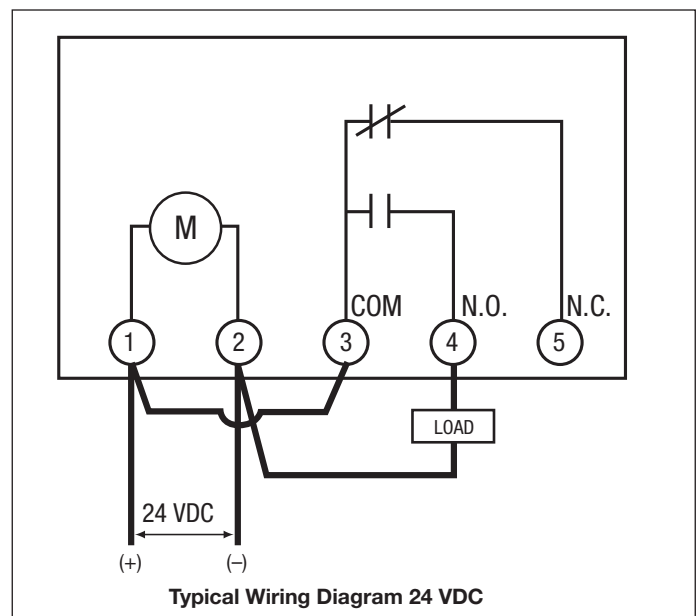 M
COM N.O. N.C.
1 2 3 4 5
LOAD
24 VDC
(+) (–)
Typical Wiring Diagram 24 VDC